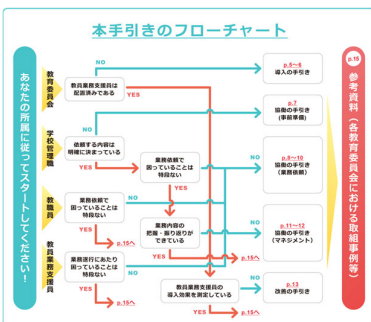 本手引きのフローチャート
あなたの所属に従ってスタートしてください！
教育委員会
教員業務支援員は
配置済みである
NO
YES
p.5~6
導入の手引き
学校管理職
依頼する内容は
明確に決まっている
NO
YES
p.7
協働の手引き
(事前準備)
業務依頼で
困っていることは
特段ない
NO
YES
p.8~10
協働の手引き
(業務依頼)
教職員
業務依頼で
困っていることは
特段ない
NO
YES
p.15へ
業務内容の
把握・振り返りが
できている
NO
YES
p.15へ
p.11~12
協働の手引き
(マネジメント)
教員業務支援員
業務遂行にあたり
困っていることは
特段ない
NO
YES
p.15へ
教員業務支援員の
導入効果を測定している
NO
YES
p.15へ
p.13
改善の手引き
p.15
参考資料（各教育委員会における取組事例等）